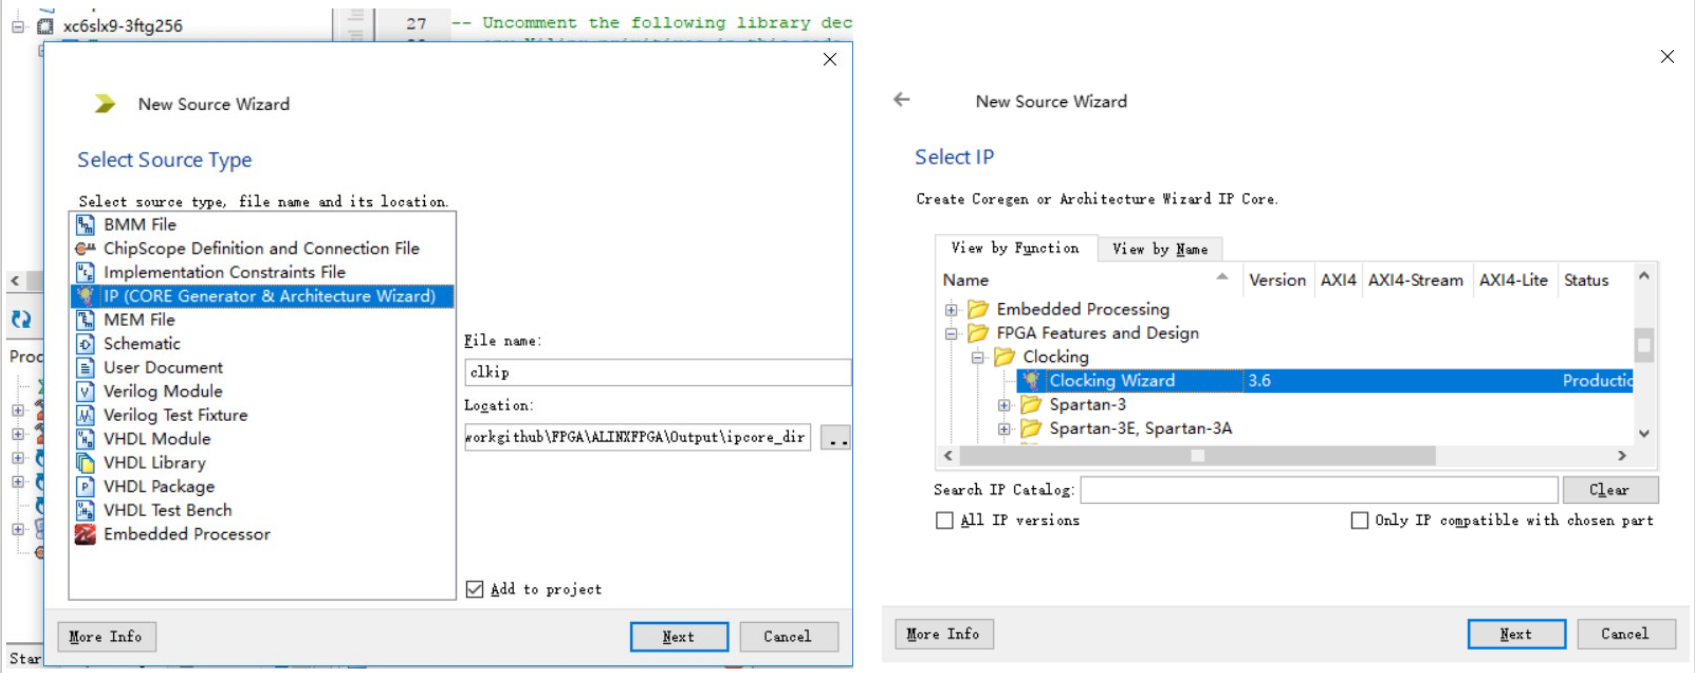 xc6slx9-3ftg256
27
-- Uncomment the following library dec
New Source Wizard
Select Source Type
Select source type, file name and its location.
BMM File
ChipScope Definition and Connection File
Implementation Constraints File
IP (CORE Generator & Architecture Wizard)
MEM File
Schematic
User Document
Verilog Module
Verilog Test Fixture
VHDL Module
VHDL Library
VHDL Package
VHDL Test Bench
Embedded Processor
File name:
clkip
Location:
workgithub\FPGA\ALINXFPGA\Output\ipcore_dir
..
Add to project
More Info
Next
Cancel
Proc
Star
New Source Wizard
Select IP
Create Coregen or Architecture Wizard IP Core.
View by Function
View by Name
Name Version AXI4 AXI4-Stream AXI4-Lite Status
Embedded Processing
FPGA Features and Design
Clocking
Clocking Wizard 3.6 Productio
Spartan-3
Spartan-3E, Spartan-3A
Search IP Catalog:
Clear
All IP versions
Only IP compatible with chosen part
More Info
Next
Cancel